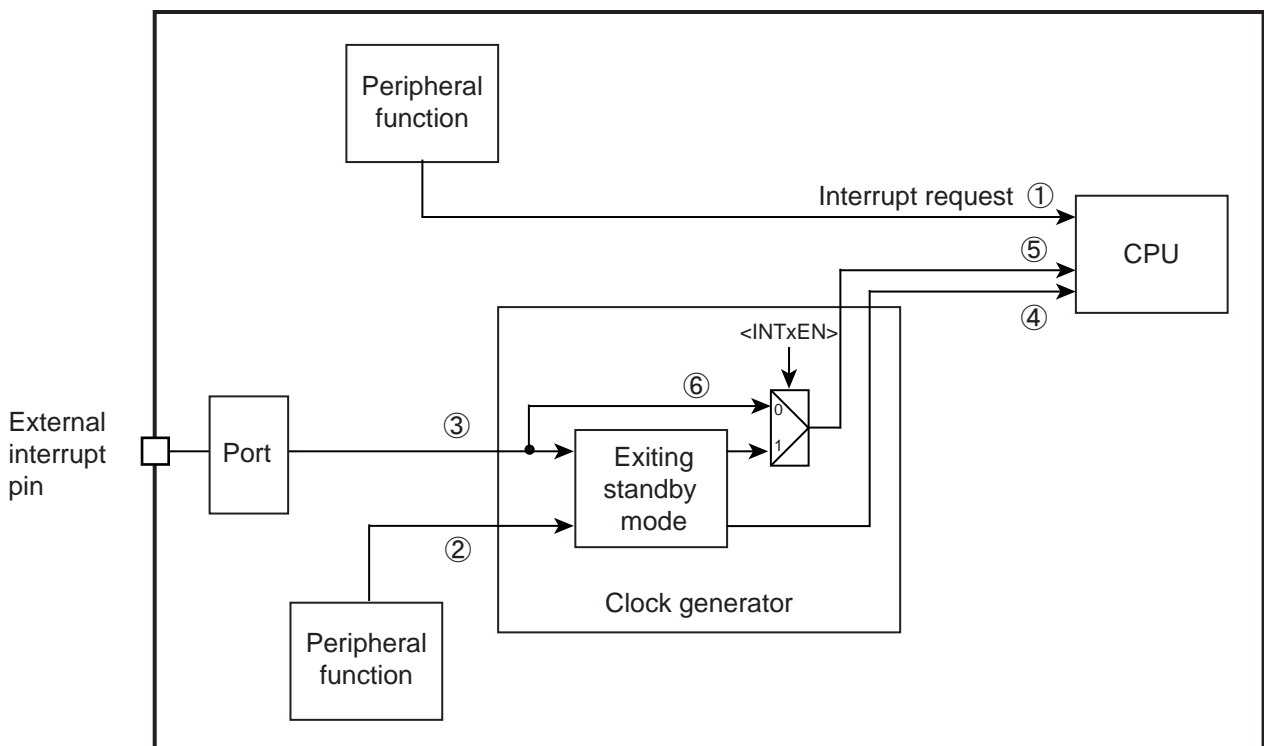 Peripheral
function
Interrupt request ①
CPU
⑤
④
<INTxEN>
⑥
0
External
interrupt
pin
Port
③
1
Exiting
standby
mode
②
Clock generator
Peripheral
function